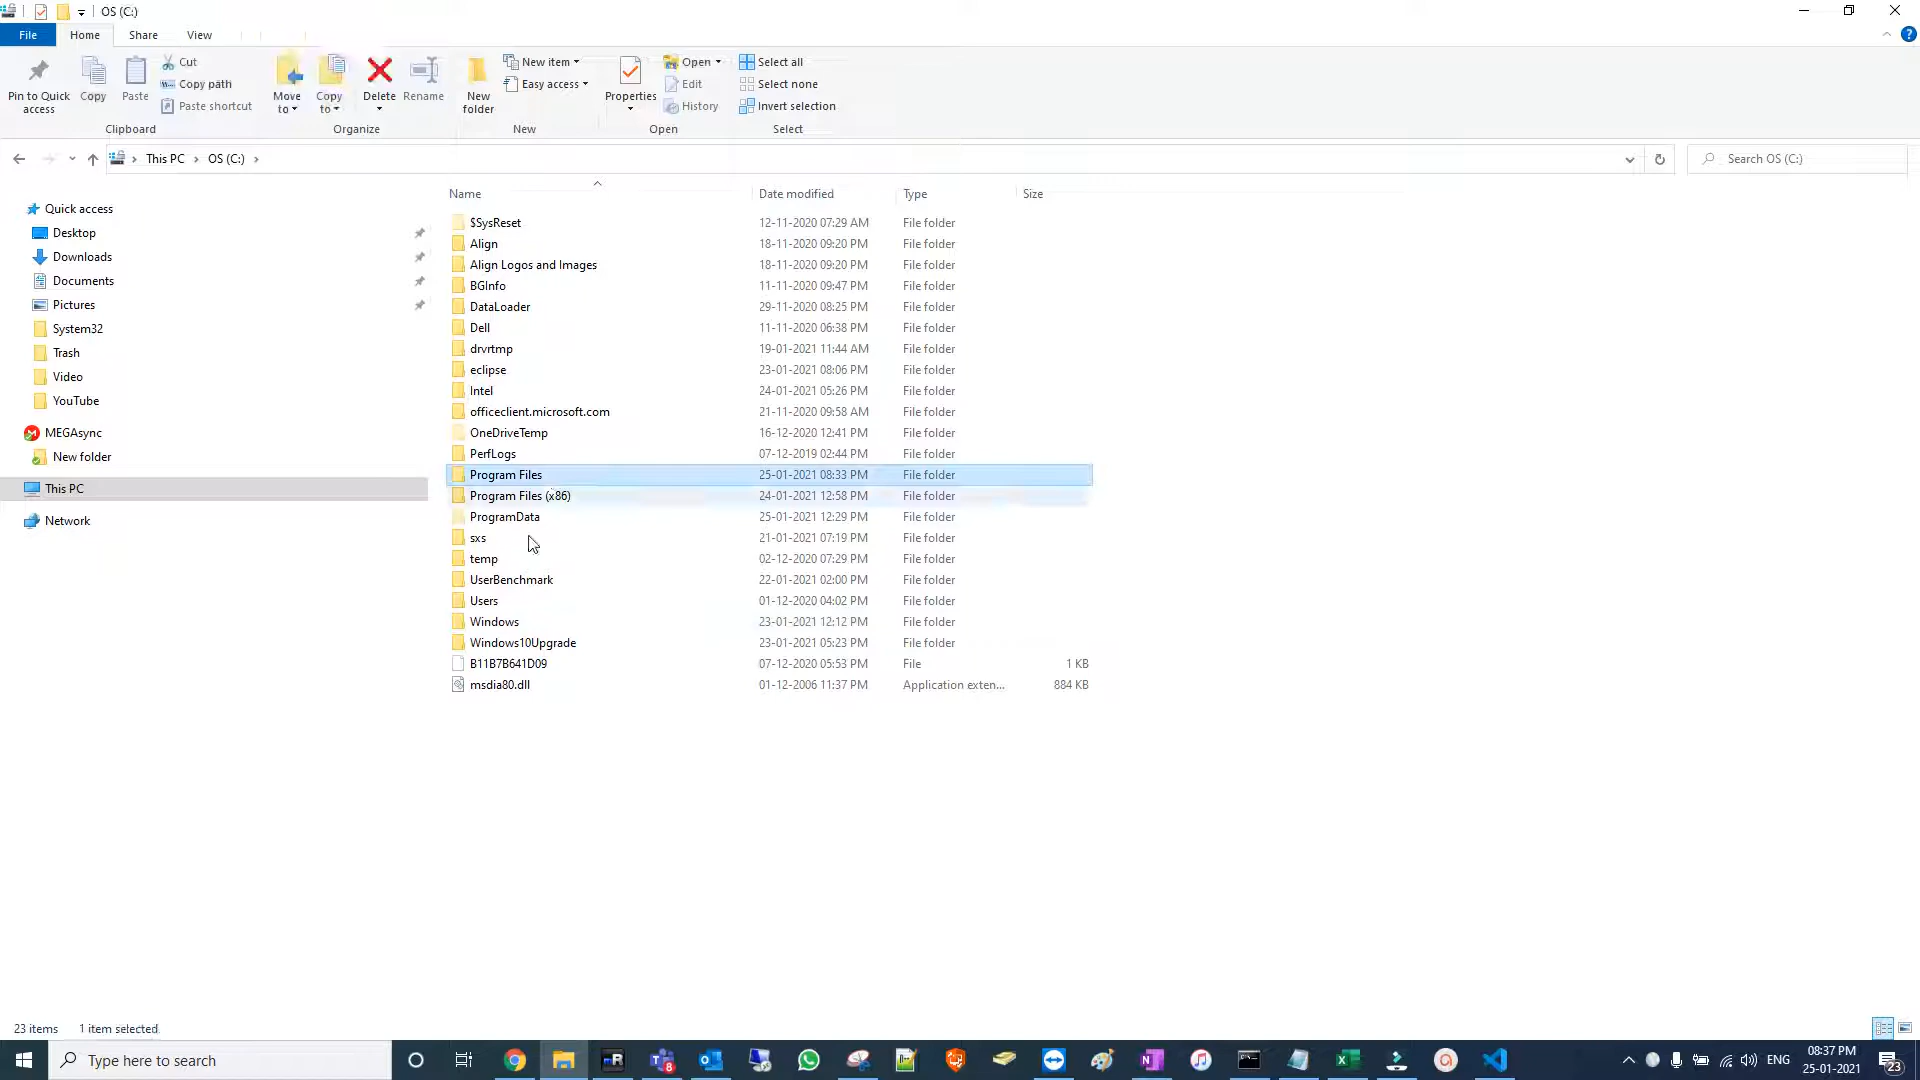 OS (C:)
File Home Share View
Pin to Quick access
Copy
Paste
Cut
Copy path
Paste shortcut
Clipboard
Move to
Copy to
Delete
Rename
Organize
New folder
New item
Easy access
New
Properties
Open
Edit
History
Open
Select all
Select none
Invert selection
Select
This PC OS (C:)
Search OS (C:)
Quick access
Desktop
Downloads
Documents
Pictures
System32
Trash
Video
YouTube
MEGAsync
New folder
This PC
Network
Name Date modified Type Size
$SysReset 12-11-2020 07:29 AM File folder
Align 18-11-2020 09:20 PM File folder
Align Logos and Images 18-11-2020 09:20 PM File folder
BGInfo 11-11-2020 09:47 PM File folder
DataLoader 29-11-2020 08:25 PM File folder
Dell 11-11-2020 06:38 PM File folder
drvrtmp 19-01-2021 11:44 AM File folder
eclipse 23-01-2021 08:06 PM File folder
Intel 24-01-2021 05:26 PM File folder
officeclient.microsoft.com 21-11-2020 09:58 AM File folder
OneDriveTemp 16-12-2020 12:41 PM File folder
PerfLogs 07-12-2019 02:44 PM File folder
Program Files 25-01-2021 08:33 PM File folder
Program Files (x86) 24-01-2021 12:58 PM File folder
ProgramData 25-01-2021 12:29 PM File folder
sxs 21-01-2021 07:19 PM File folder
temp 02-12-2020 07:29 AM File folder
UserBenchmark 22-01-2021 02:00 PM File folder
Users 01-12-2020 04:02 PM File folder
Windows 23-01-2021 12:12 PM File folder
Windows10Upgrade 23-01-2021 05:23 PM File folder
B11B7B641D09 07-12-2020 05:53 PM File 1 KB
msdia80.dll 01-12-2006 11:37 PM Application exten... 884 KB
23 items 1 item selected
Type here to search
ENG
08:37 PM
25-01-2021
23